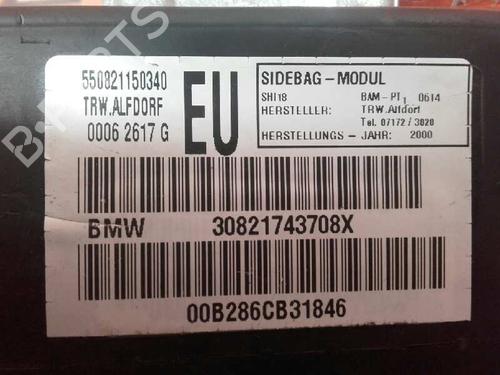 550821150340
TRW.ALFDORF
0006 2617 G
EU
SIDEBAG-MODUL
SHI18 BAM-PT1 0614
HERSTELLER: TRW.Alfdorf
Tel. 07172 / 3020
HERSTELLUNGS - JAHR: 2000
BMW 30821743708X
00B286CB31846